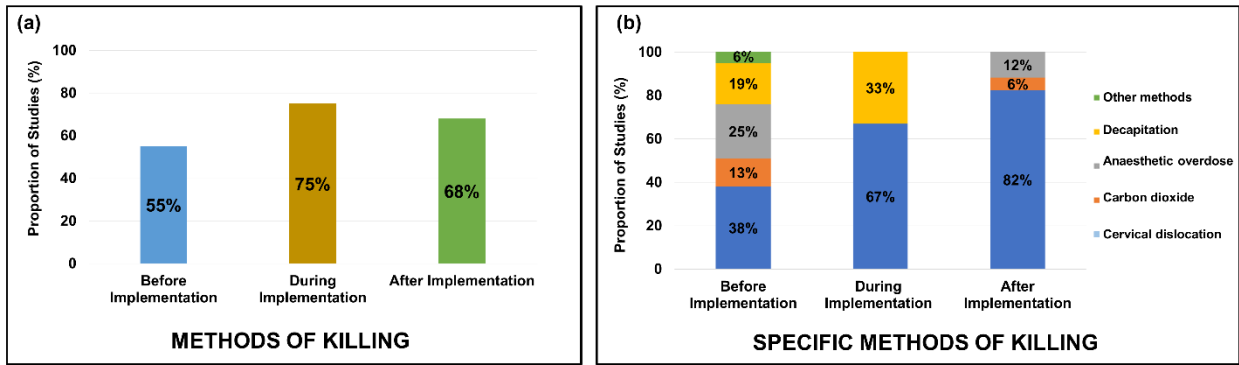 (a)
Proportion of Studies (%)
100
80
60
40
20
0
55%
75%
68%
Before
Implementation
During
Implementation
After Implementation
METHODS OF KILLING
(b)
Proportion of Studies (%)
100
80
60
40
20
0
6%
19%
25%
13%
38%
33%
67%
12%
6%
82%
Before
Implementation
During
Implementation
After
Implementation
Other methods
Decapitation
Anaesthetic overdose
Carbon dioxide
Cervical dislocation
SPECIFIC METHODS OF KILLING